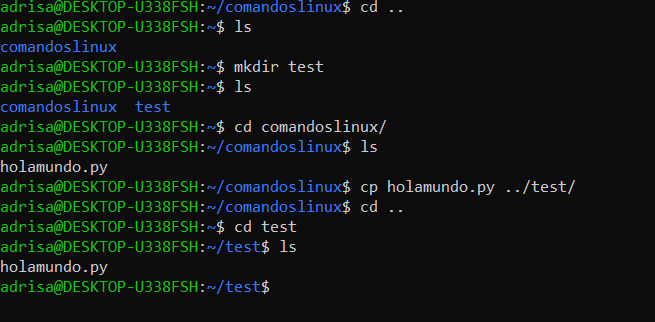 adrisa@DESKTOP-U338FSH:~/comandoslinux$ cd ..
adrisa@DESKTOP-U338FSH:~$ ls
comandoslinux
adrisa@DESKTOP-U338FSH:~$ mkdir test
adrisa@DESKTOP-U338FSH:~$ ls
comandoslinux  test
adrisa@DESKTOP-U338FSH:~$ cd comandoslinux/
adrisa@DESKTOP-U338FSH:~/comandoslinux$ ls
holamundo.py
adrisa@DESKTOP-U338FSH:~/comandoslinux$ cp holamundo.py ../test/
adrisa@DESKTOP-U338FSH:~/comandoslinux$ cd ..
adrisa@DESKTOP-U338FSH:~$ cd test
adrisa@DESKTOP-U338FSH:~/test$ ls
holamundo.py
adrisa@DESKTOP-U338FSH:~/test$